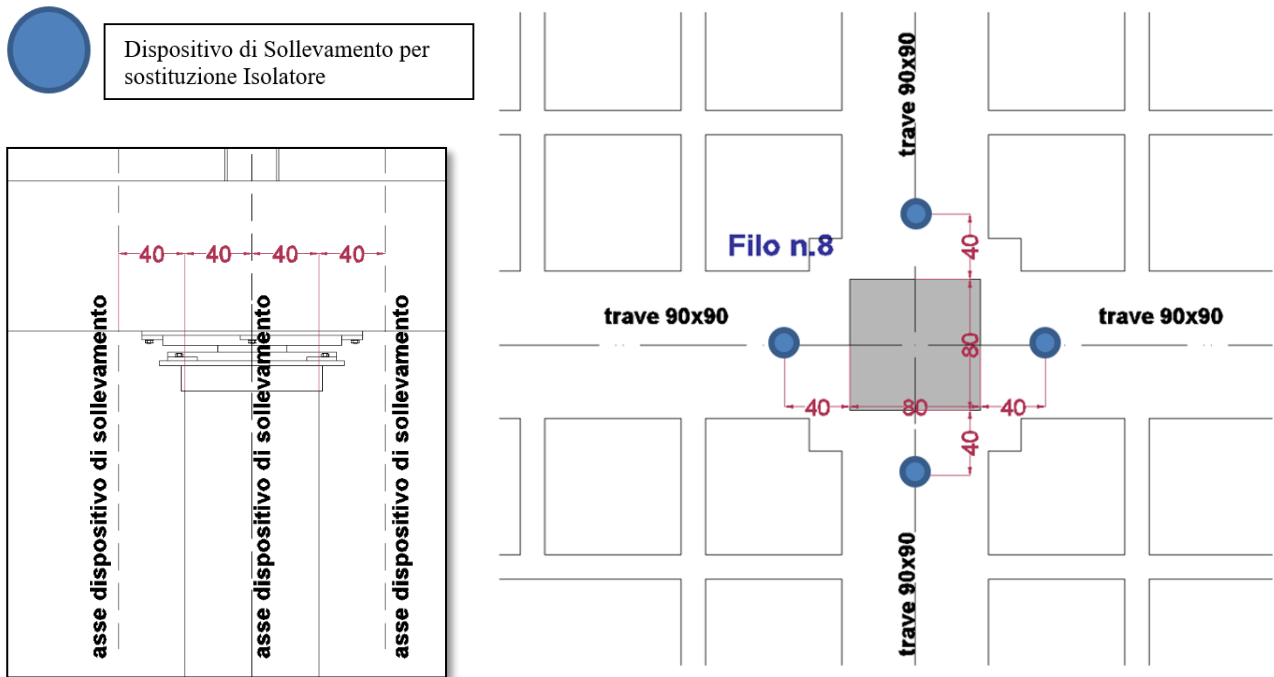 Dispositivo di Sollevamento per
sostituzione Isolatore
40
40
40
40
asse dispositivo di sollevamento
asse dispositivo di sollevamento
asse dispositivo di sollevamento
trave 90x90
Filo n.8
40
trave 90x90
trave 90x90
80
40
80
40
40
trave 90x90